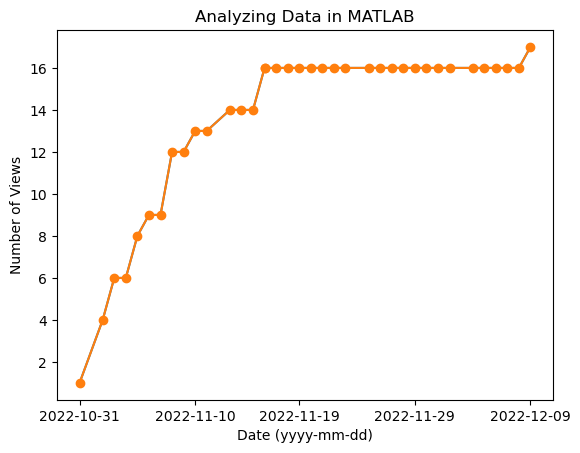 Analyzing Data in MATLAB
Number of Views
16
14
12
10
8
6
4
2
2022-10-31 2022-11-10 2022-11-19 2022-11-29 2022-12-09
Date (yyyy-mm-dd)